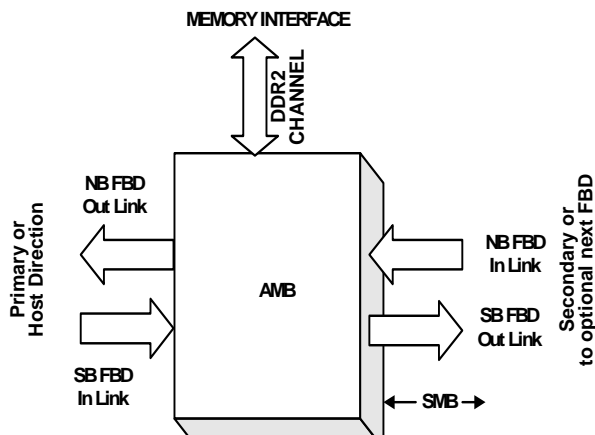 MEMORY INTERFACE
DDR2
CHANNEL
NB FBD
Out Link
Primary or
Host Direction
SB FBD
In Link
AMB
NB FBD
In Link
SB FBD
Out Link
Secondary or
to optional next FBD
SMB